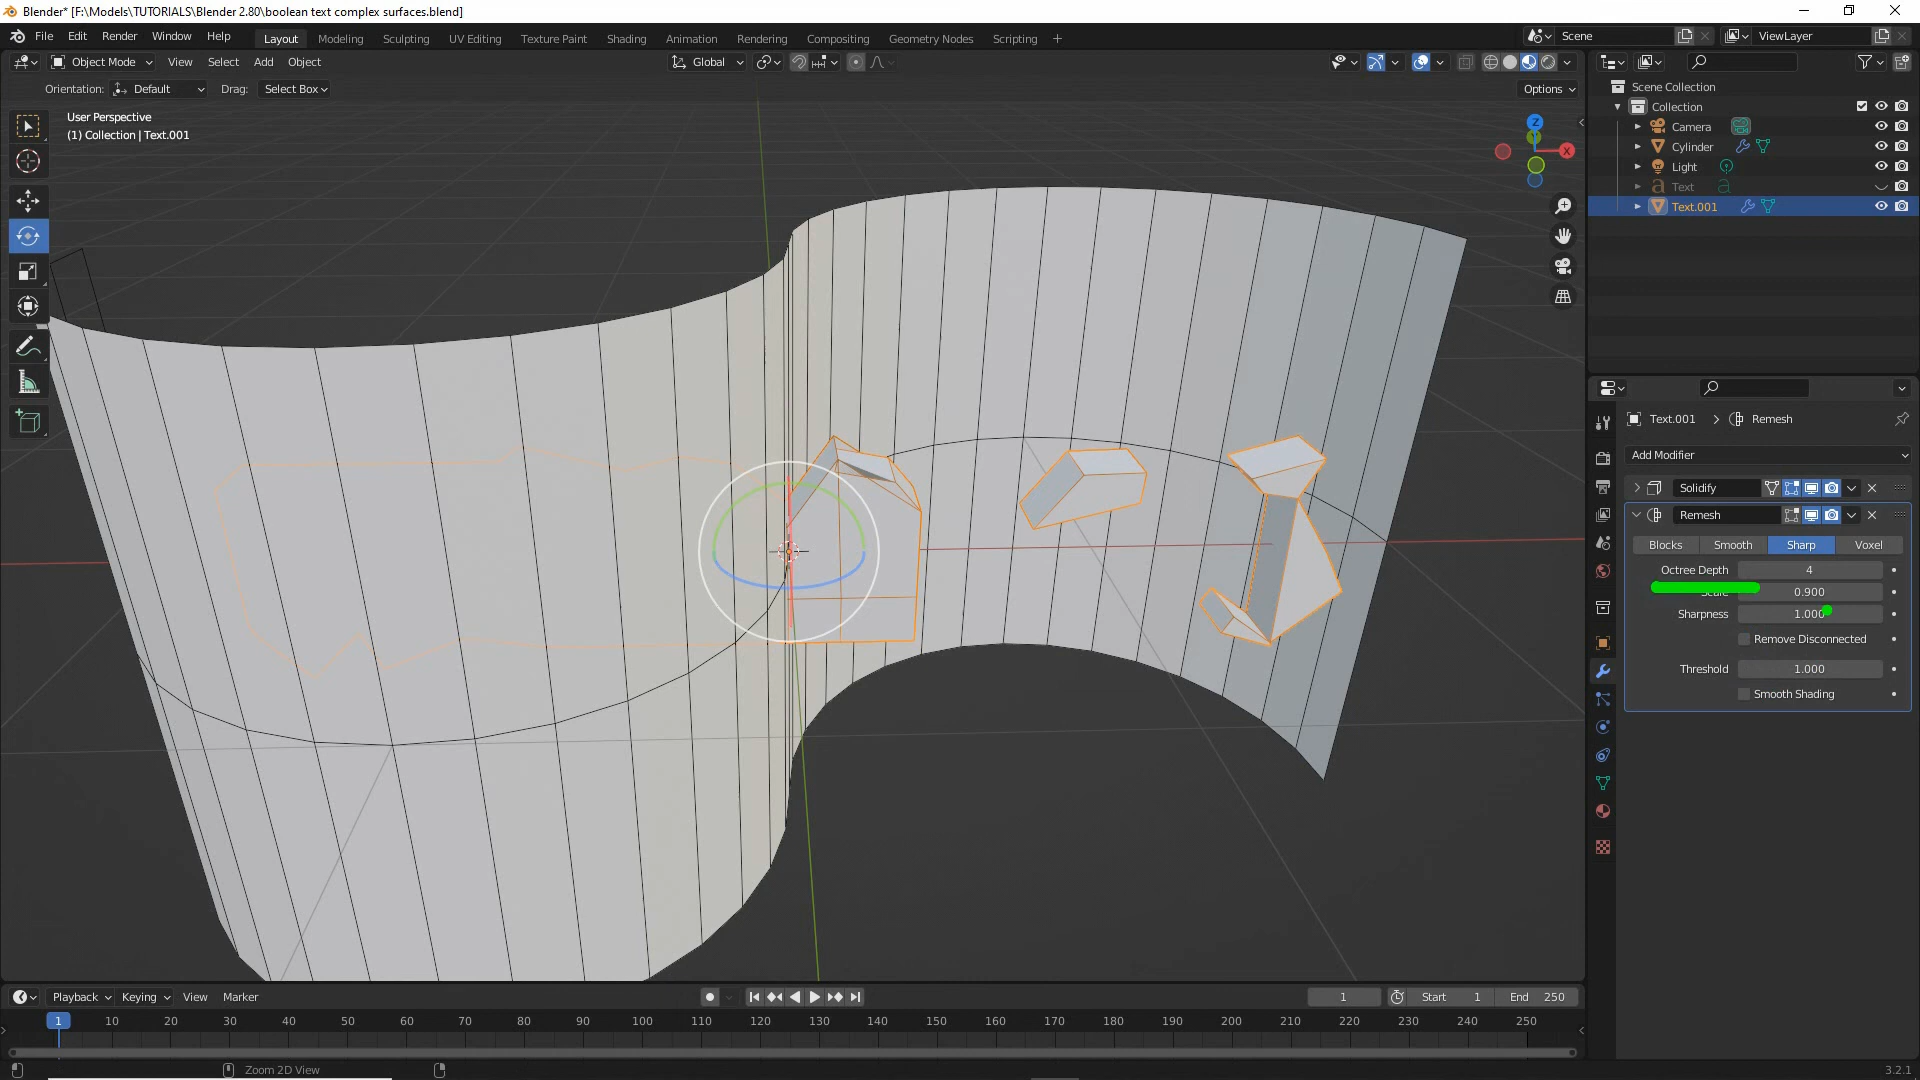 Blender* [F:\Models\TUTORIALS\Blender 2.80\boolean text complex surfaces.blend]
File Edit Render Window Help Layout Modeling Sculpting UV Editing Texture Paint Shading Animation Rendering Compositing Geometry Nodes Scripting + Scene ViewLayer
Object Mode View Select Add Object Global
Orientation: Default Drag: Select Box Options
User Perspective
(1) Collection | Text.001
Z
X
Scene Collection
Collection
Camera
Cylinder
Light
Text
Text.001
Text.001 > Remesh
Add Modifier
Solidify
Remesh
Blocks Smooth Sharp Voxel
Octree Depth 4
Scale 0.900
Sharpness 1.000
Remove Disconnected
Threshold 1.000
Smooth Shading
Playback Keying View Marker 1 Start 1 End 250
1 10 20 30 40 50 60 70 80 90 100 110 120 130 140 150 160 170 180 190 200 210 220 230 240 250
Zoom 2D View 3.2.1